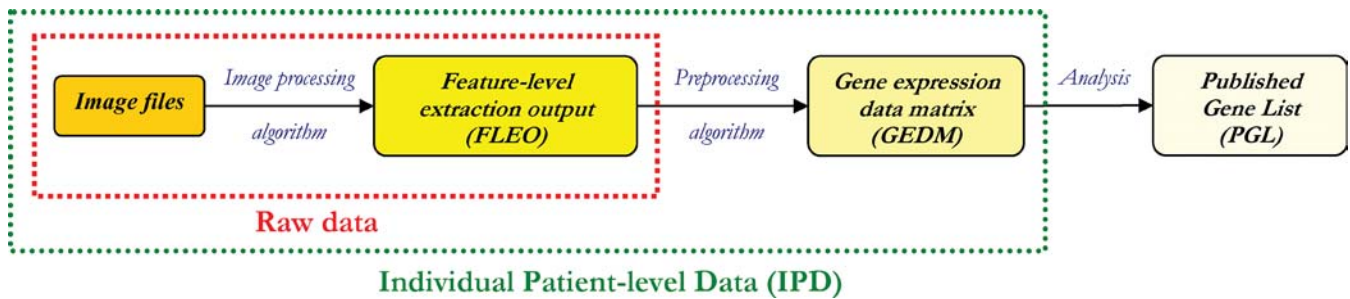 Image files
Image processing
algorithm
Feature-level
extraction output
(FLEO)
Preprocessing
algorithm
Gene expression
data matrix
(GEDM)
Analysis
Published
Gene List
(PGL)
Raw data
Individual Patient-level Data (IPD)